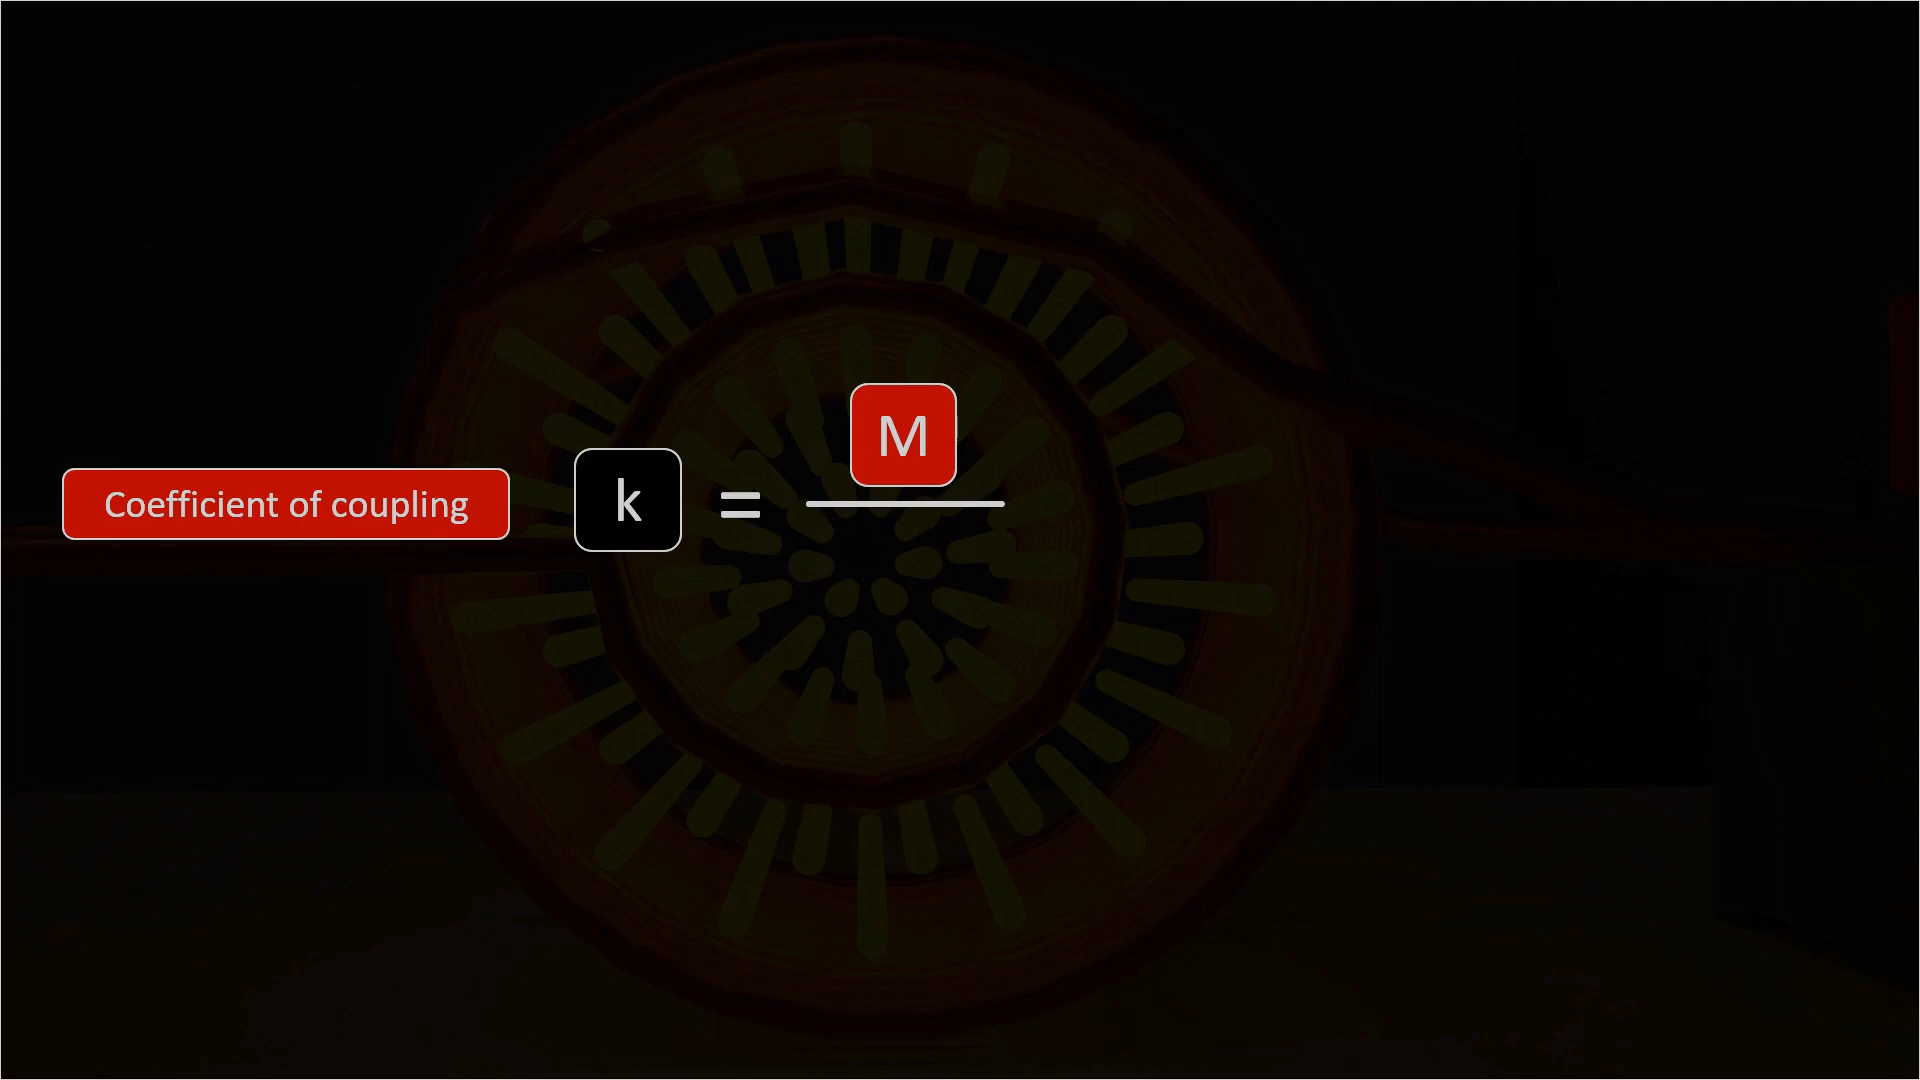 M
Coefficient of coupling k =